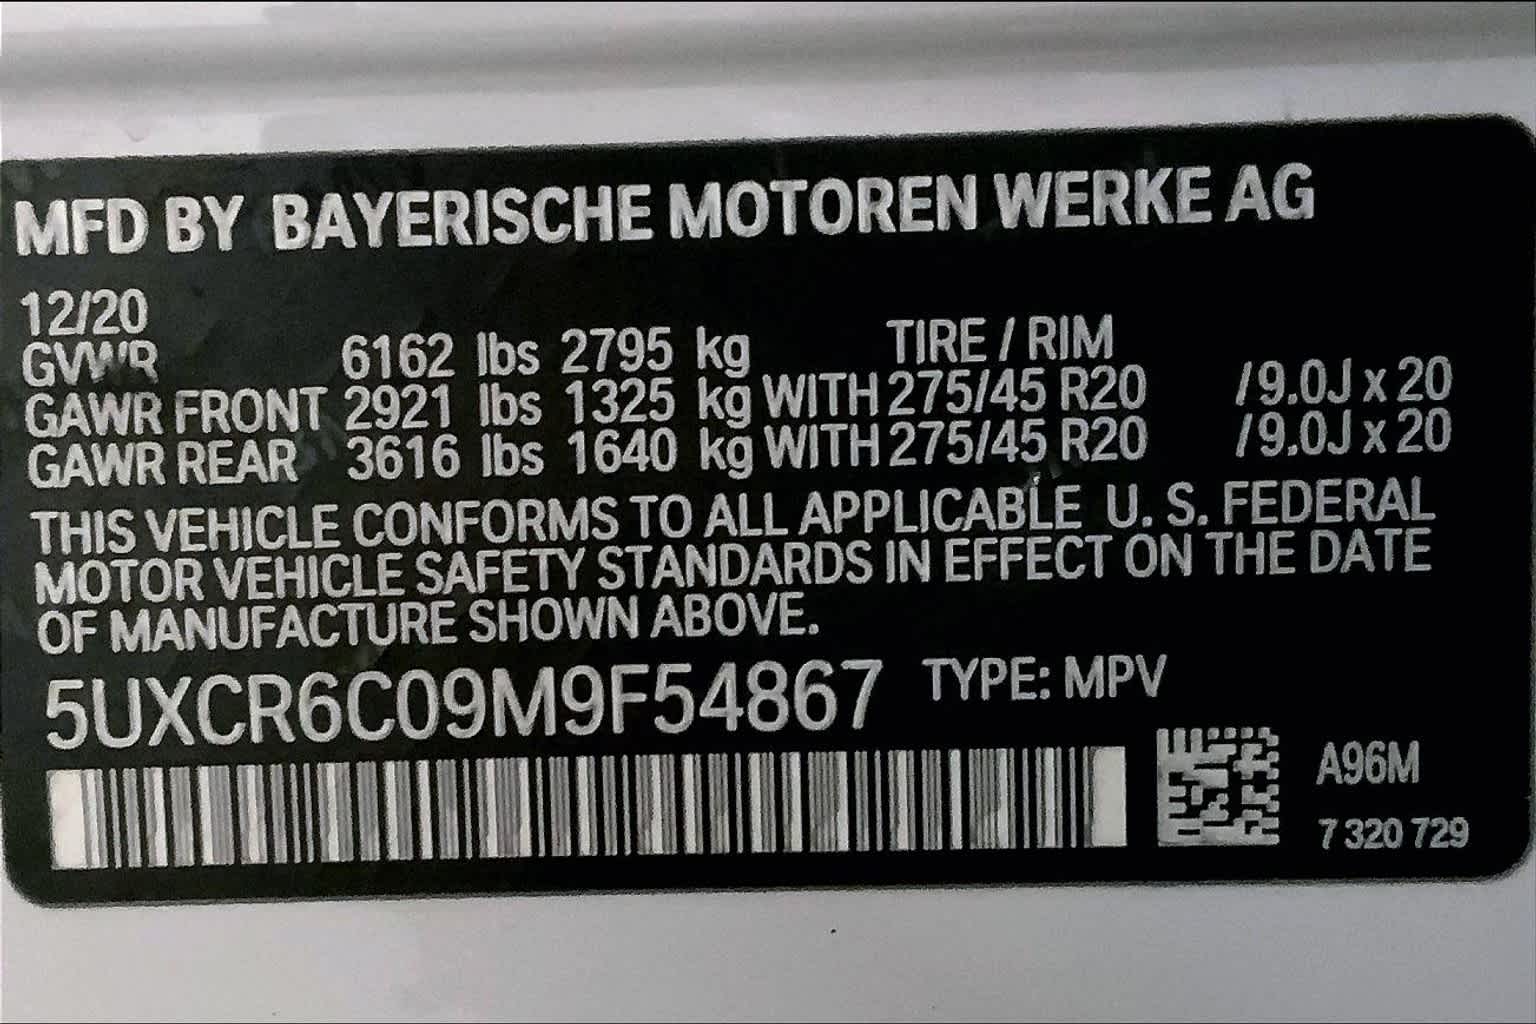 MFD BY BAYERISCHE MOTOREN WERKE AG
12/20
GVWR 6162 lbs 2795 kg TIRE / RIM
GAWR FRONT 2921 lbs 1325 kg WITH 275/45 R20 /9.0J x 20
GAWR REAR 3616 lbs 1640 kg WITH 275/45 R20 /9.0J x 20
THIS VEHICLE CONFORMS TO ALL APPLICABLE U. S. FEDERAL
MOTOR VEHICLE SAFETY STANDARDS IN EFFECT ON THE DATE
OF MANUFACTURE SHOWN ABOVE.
5UXCR6C09M9F54867 TYPE: MPV
A96M
7 320 729